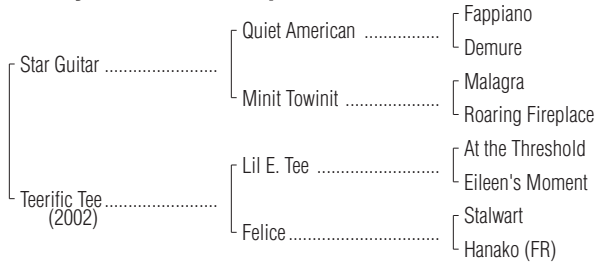 Fappiano
Quiet American ................
Demure
Star Guitar ........................
Malagra
Minit Towinit ....................
Roaring Fireplace
At the Threshold
Lil E. Tee ..........................
Eileen's Moment
Teerific Tee........................
(2002)
Stalwart
Felice................................
Hanako (FR)